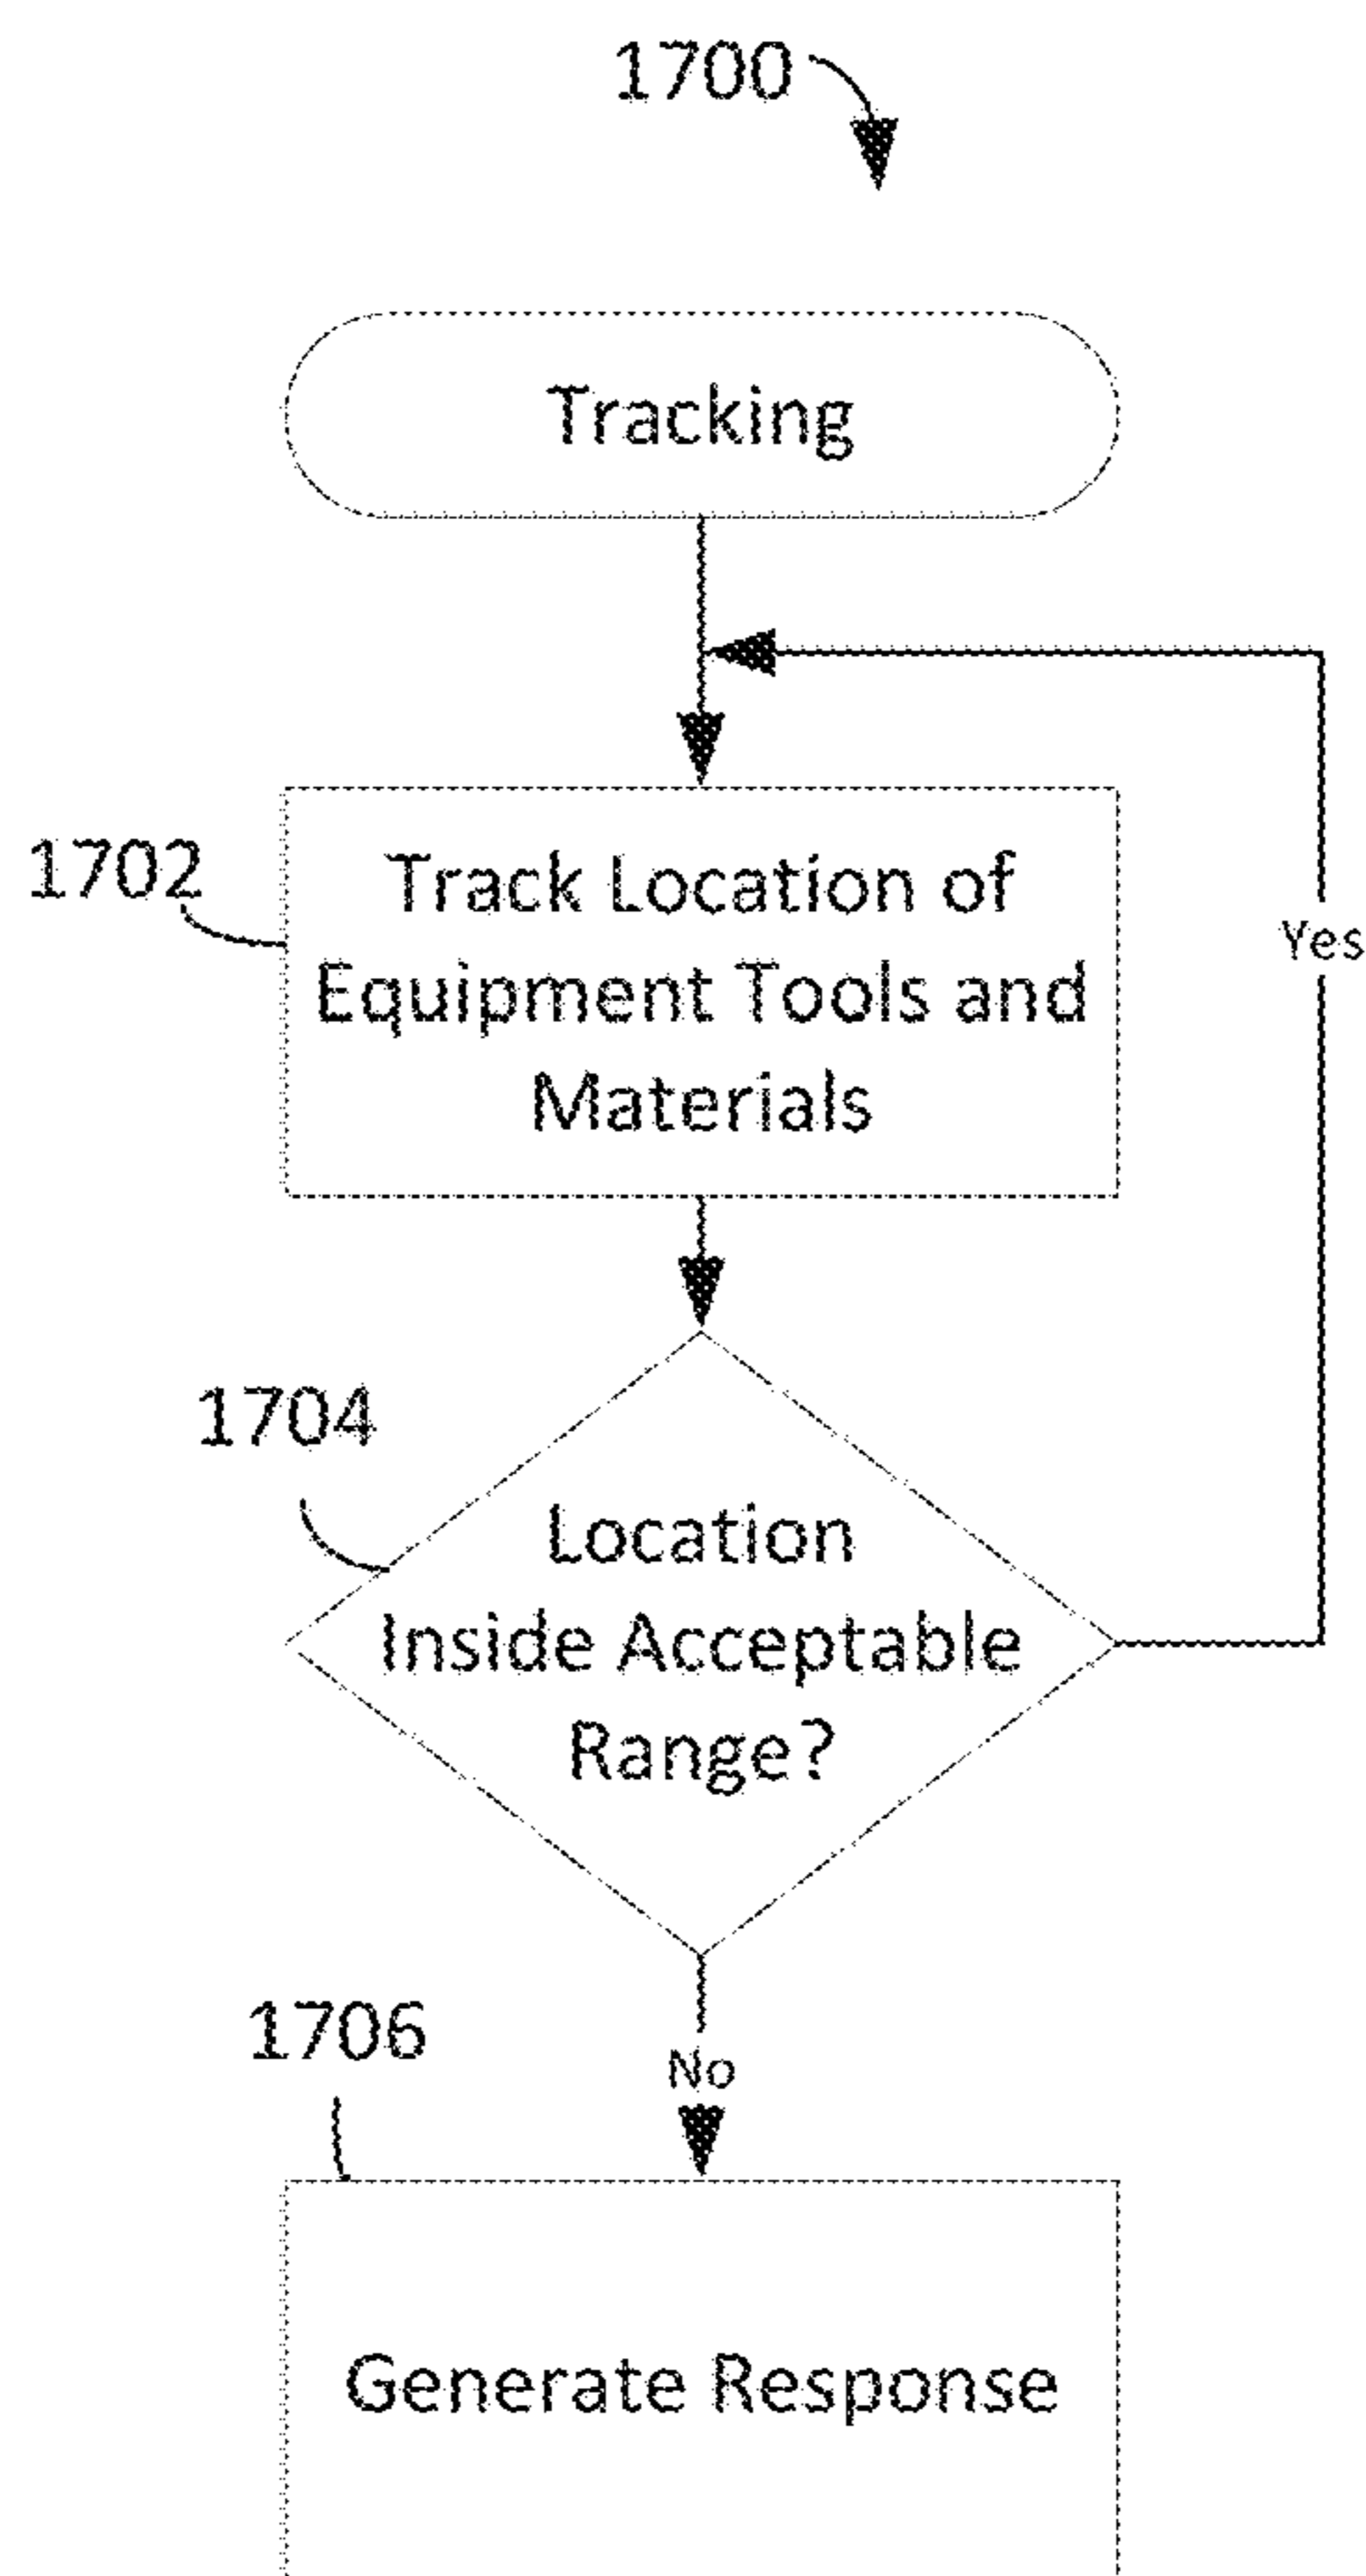 1700
Tracking
1702
Track Location of
Equipment Tools and
Materials
Yes
1704
Location
Inside Acceptable
Range?
No
1706
Generate Response